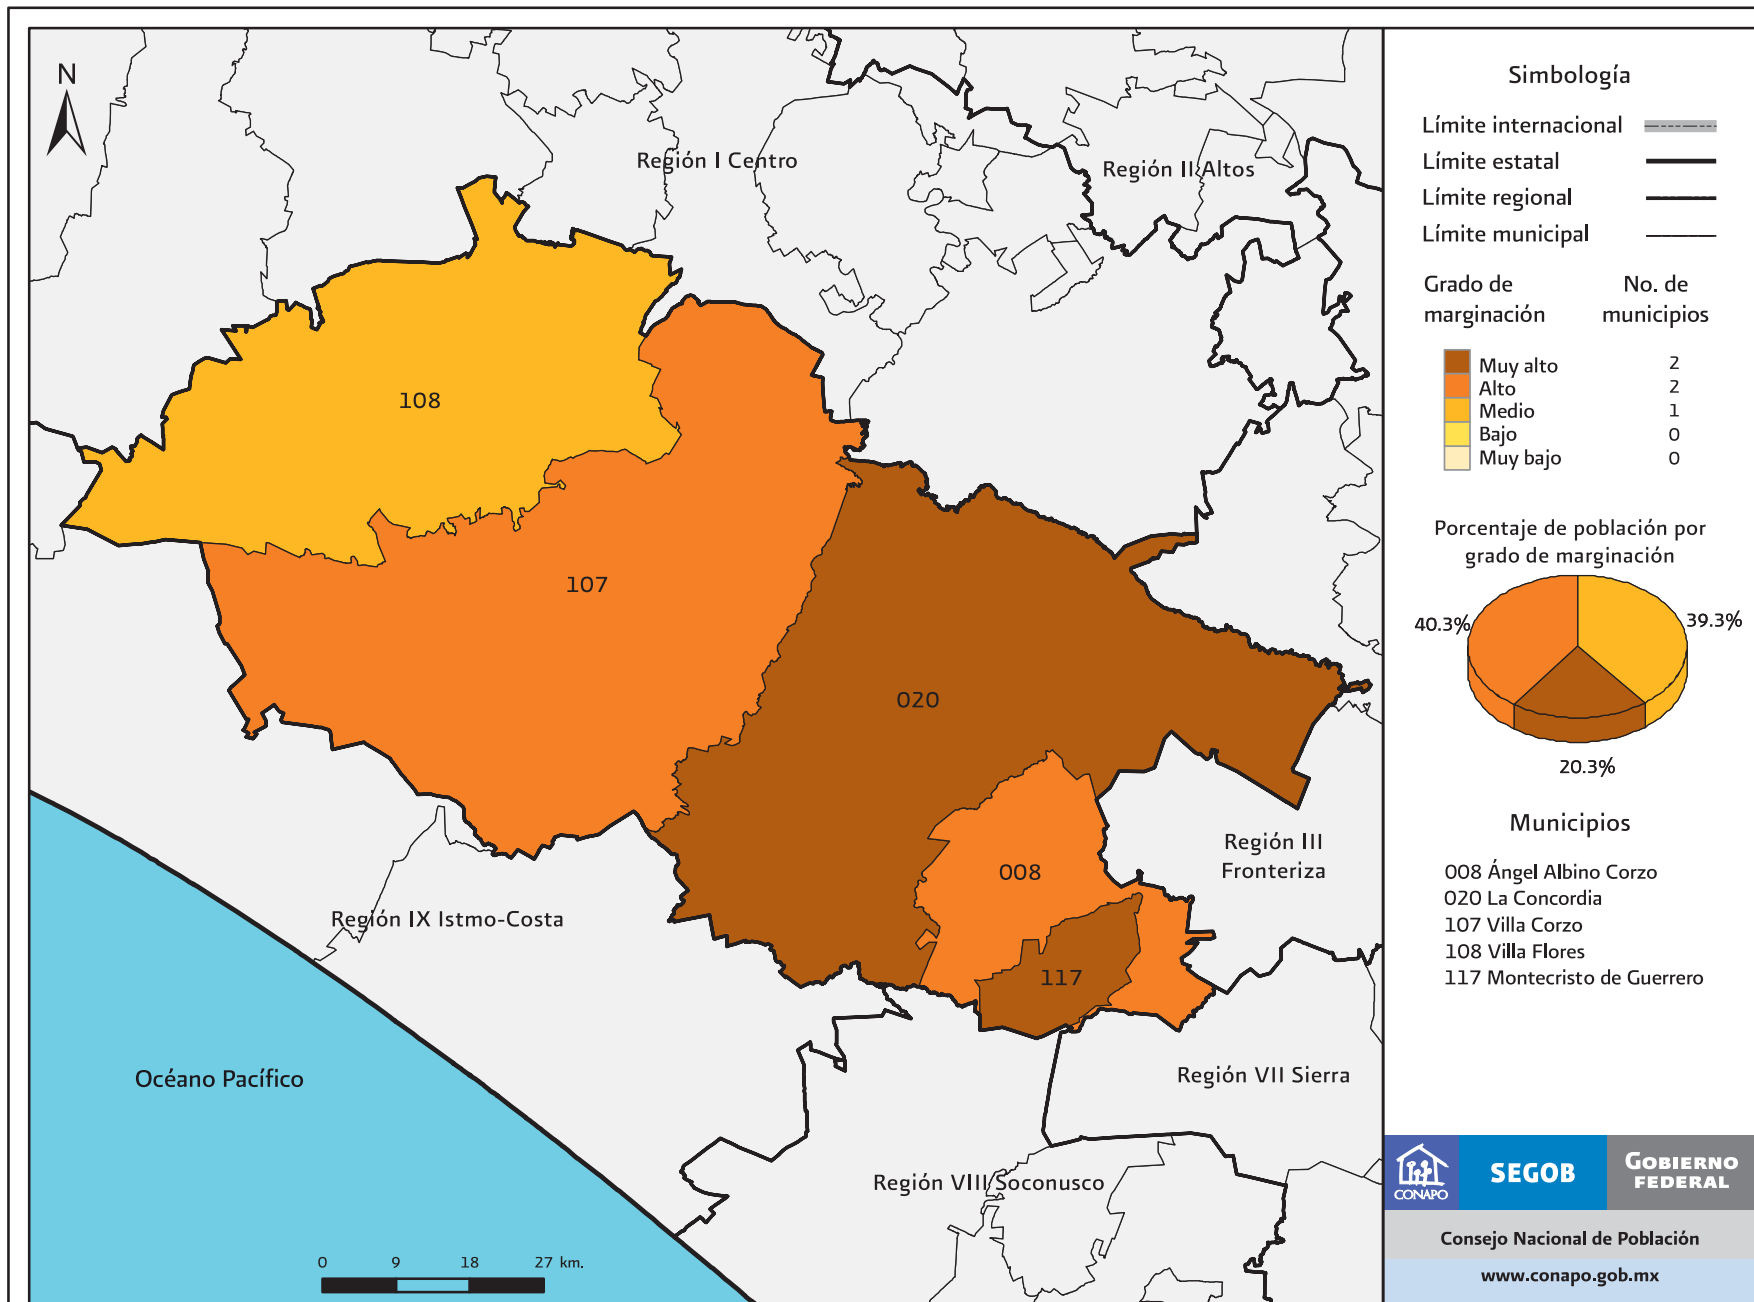 N
Región I Centro
Región II Altos
108
107
020
008
117
Región III
Fronteriza
Región IX Istmo-Costa
Océano Pacífico
Región VII Sierra
Región VIII Soconusco
0 9 18 27 km.
Simbología
Límite internacional
Límite estatal
Límite regional
Límite municipal
Grado de marginación No. de municipios
Muy alto 2
Alto 2
Medio 1
Bajo 0
Muy bajo 0
Porcentaje de población por
grado de marginación
40.3%
39.3%
20.3%
Municipios
008 Ángel Albino Corzo
020 La Concordia
107 Villa Corzo
108 Villa Flores
117 Montecristo de Guerrero
CONAPO
SEGOB
GOBIERNO
FEDERAL
Consejo Nacional de Población
www.conapo.gob.mx